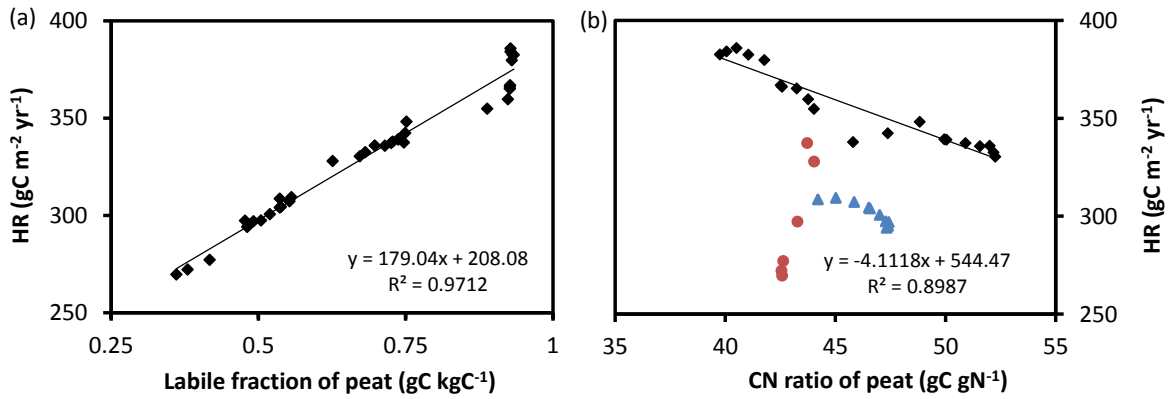 (a)
400
350
300
250
HR (gC m⁻² yr⁻¹)
y = 179.04x + 208.08
R² = 0.9712
0.25
0.5
0.75
1
Labile fraction of peat (gC kgC⁻¹)
(b)
400
350
300
250
HR (gC m⁻² yr⁻¹)
y = -4.1118x + 544.47
R² = 0.8987
35
40
45
50
55
CN ratio of peat (gC gN⁻¹)